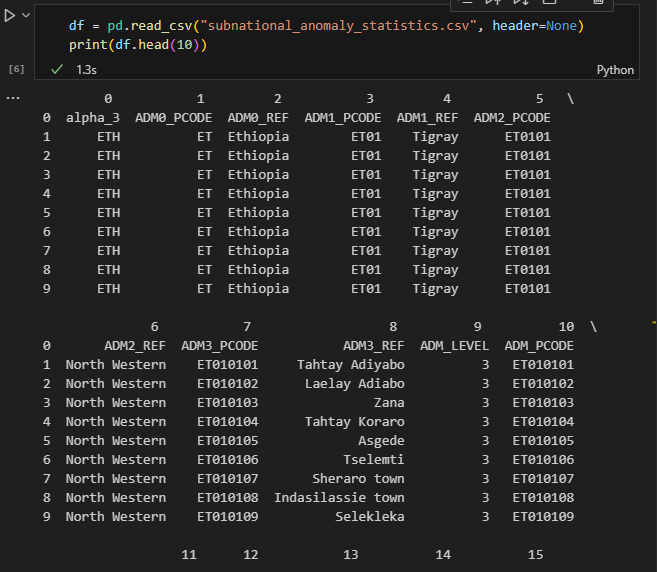 df = pd.read_csv("subnational_anomaly_statistics.csv", header=None)
print(df.head(10))
[6]
1.3s
Python
...
0 1 2 3 4 5 \
0 alpha_3 ADM0_PCODE ADM0_REF ADM1_PCODE ADM1_REF ADM2_PCODE
1 ETH ET Ethiopia ET01 Tigray ET0101
2 ETH ET Ethiopia ET01 Tigray ET0101
3 ETH ET Ethiopia ET01 Tigray ET0101
4 ETH ET Ethiopia ET01 Tigray ET0101
5 ETH ET Ethiopia ET01 Tigray ET0101
6 ETH ET Ethiopia ET01 Tigray ET0101
7 ETH ET Ethiopia ET01 Tigray ET0101
8 ETH ET Ethiopia ET01 Tigray ET0101
9 ETH ET Ethiopia ET01 Tigray ET0101
6 7 8 9 10 \
0 ADM2_REF ADM3_PCODE ADM3_REF ADM_LEVEL ADM_PCODE
1 North Western ET010101 Tahtay Adiyabo 3 ET010101
2 North Western ET010102 Laelay Adiabo 3 ET010102
3 North Western ET010103 Zana 3 ET010103
4 North Western ET010104 Tahtay Koraro 3 ET010104
5 North Western ET010105 Asgede 3 ET010105
6 North Western ET010106 Tselemti 3 ET010106
7 North Western ET010107 Sheraro town 3 ET010107
8 North Western ET010108 Indasilassie town 3 ET010108
9 North Western ET010109 Selekleka 3 ET010109
11 12 13 14 15